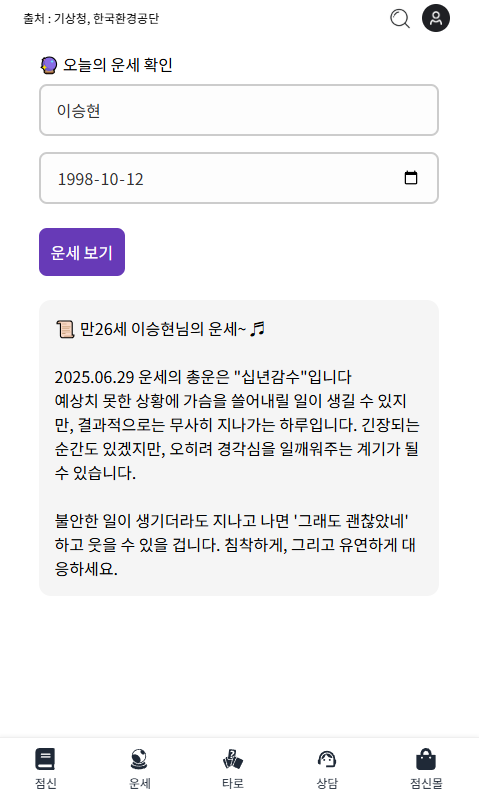 출처 : 기상청, 한국환경공단
🔮 오늘의 운세 확인
이승현
1998-10-12
운세 보기
📜 만26세 이승현님의 운세~ 🎵
2025.06.29 운세의 총운은 "십년감수"입니다
예상치 못한 상황에 가슴을 쓸어내릴 일이 생길 수 있지
만, 결과적으로는 무사히 지나가는 하루입니다. 긴장되는
순간도 있겠지만, 오히려 경각심을 일깨워주는 계기가 될
수 있습니다.
불안한 일이 생기더라도 지나고 나면 '그래도 괜찮았네'
하고 웃을 수 있을 겁니다. 침착하게, 그리고 유연하게 대
응하세요.
점신 운세 타로 상담 점신몰